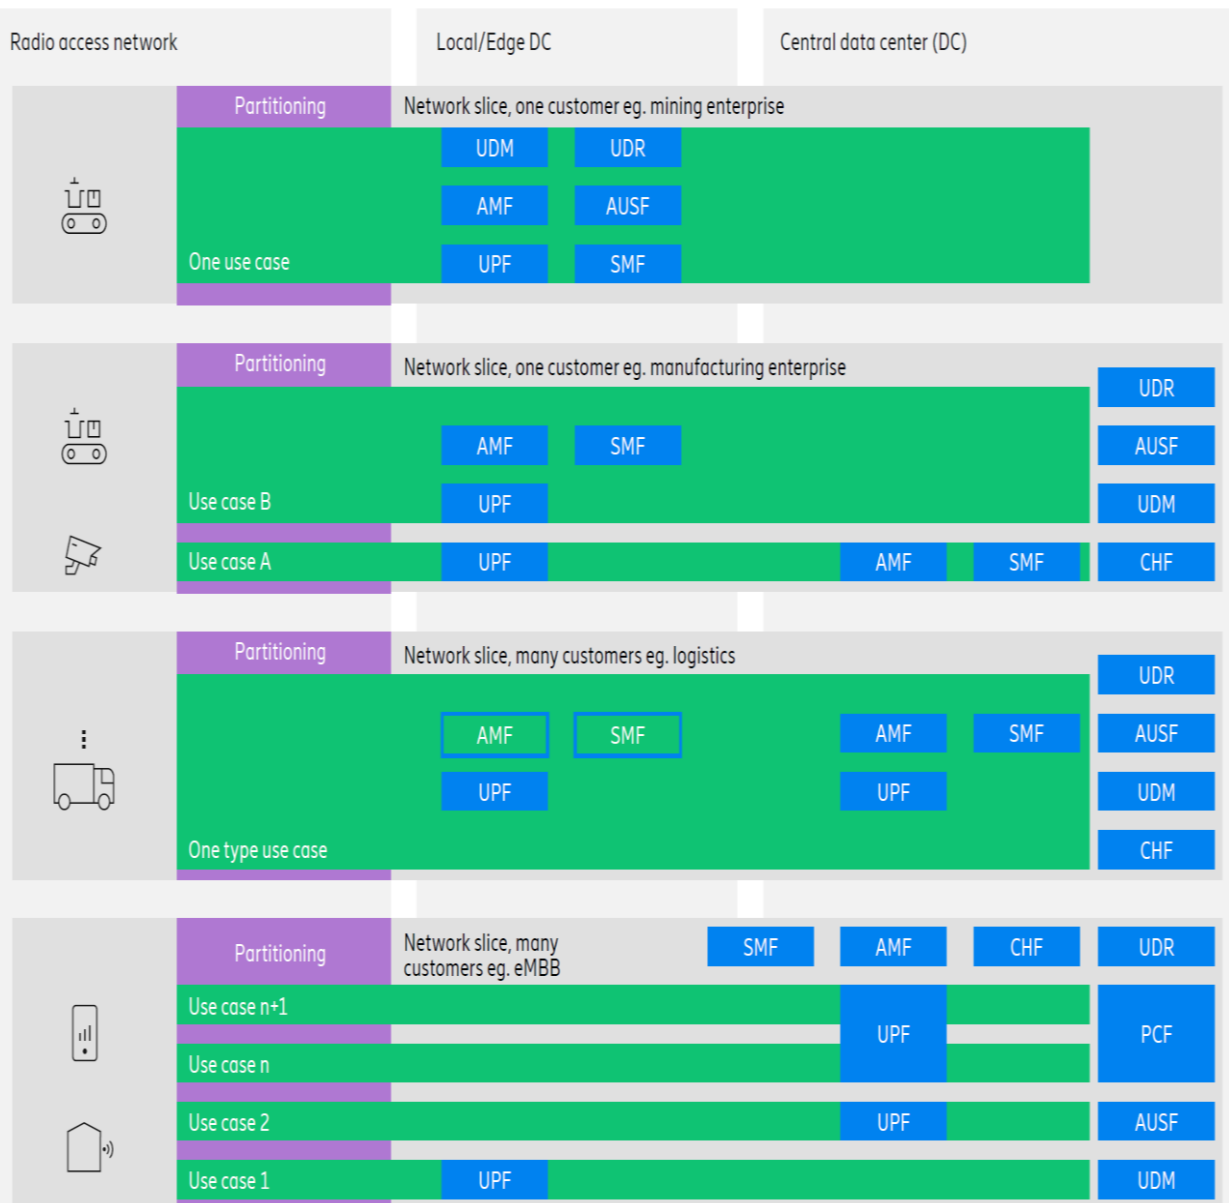 Radio access network
Local/Edge DC
Central data center (DC)
Partitioning
Network slice, one customer eg. mining enterprise
UDM
UDR
AMF
AUSF
One use case
UPF
SMF
Partitioning
Network slice, one customer eg. manufacturing enterprise
UDR
AMF
SMF
AUSF
Use case B
UPF
UDM
Use case A
UPF
AMF
SMF
CHF
Partitioning
Network slice, many customers eg. logistics
UDR
AMF
SMF
AMF
SMF
AUSF
UPF
UPF
UDM
One type use case
CHF
Partitioning
Network slice, many
customers eg. eMBB
SMF
AMF
CHF
UDR
Use case n+1
UPF
PCF
Use case n
Use case 2
UPF
AUSF
Use case 1
UPF
UDM